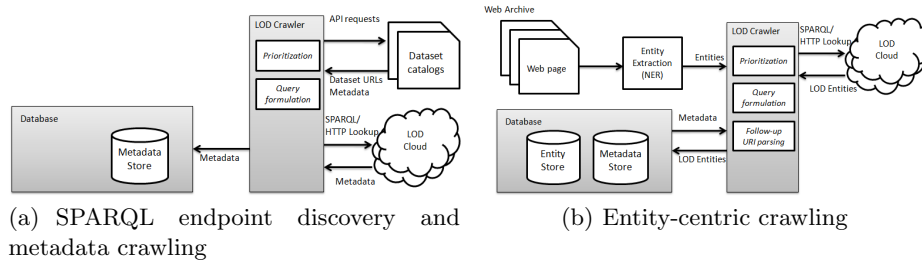 LOD Crawler
API requests
Prioritization
Dataset
catalogs
Dataset URLs
Metadata
Query
formulation
SPARQL/
HTTP Lookup
LOD
Cloud
Database
Metadata
Store
Metadata
Metadata
(a) SPARQL endpoint discovery and
metadata crawling
Web Archive
Web page
Entity
Extraction
(NER)
Entities
LOD Crawler
SPARQL/
HTTP Lookup
LOD
Cloud
Prioritization
LOD Entities
Query
formulation
Database
Metadata
Follow-up
URI parsing
Entity
Store
Metadata
Store
LOD Entities
(b) Entity-centric crawling